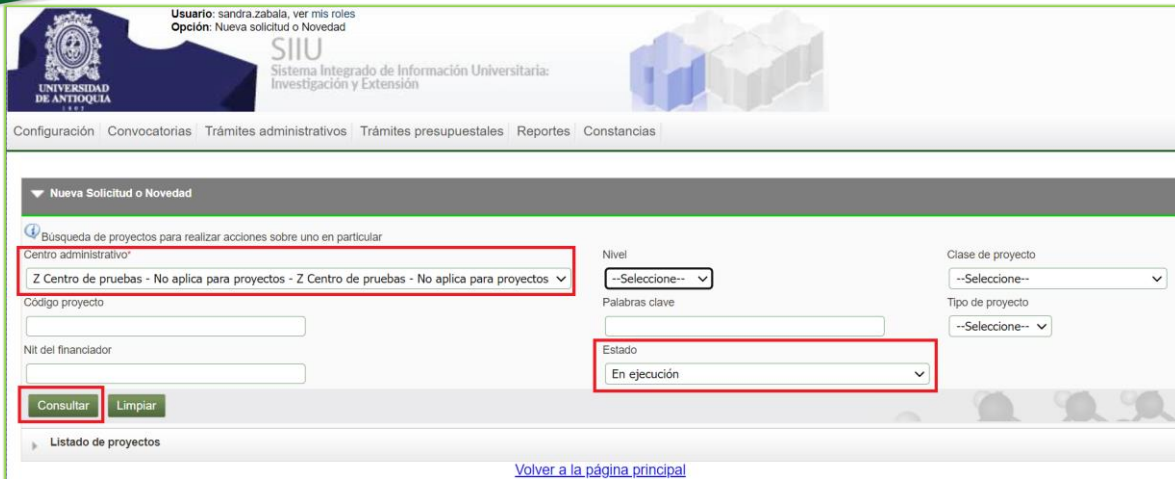 Usuario: sandra.zabala, ver mis roles
Opción: Nueva solicitud o Novedad
SIIU
Sistema Integrado de Información Universitaria:
Investigación y Extensión
UNIVERSIDAD
DE ANTIOQUIA
1803
Configuración Convocatorias Trámites administrativos Trámites presupuestales Reportes Constancias
Nueva Solicitud o Novedad
Búsqueda de proyectos para realizar acciones sobre uno en particular
Centro administrativo* Nivel Clase de proyecto
Z Centro de pruebas - No aplica para proyectos - Z Centro de pruebas - No aplica para proyectos --Seleccione-- --Seleccione--
Código proyecto Palabras clave Tipo de proyecto
--Seleccione--
Nit del financiador Estado
En ejecución
Consultar Limpiar
Listado de proyectos
Volver a la página principal